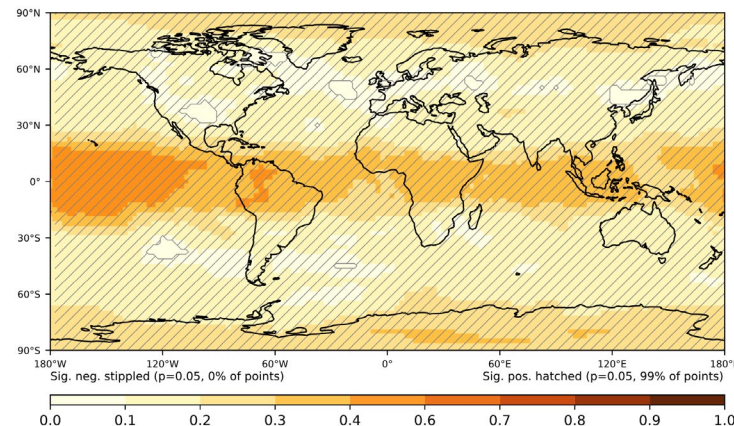 90°N
60°N
30°N
0°
30°S
60°S
90°S
180°W 120°W 60°W 0° 60°E 120°E 180°
Sig. neg. stippled (p=0.05, 0% of points) Sig. pos. hatched (p=0.05, 99% of points)
0.0 0.1 0.2 0.3 0.4 0.6 0.7 0.8 0.9 1.0